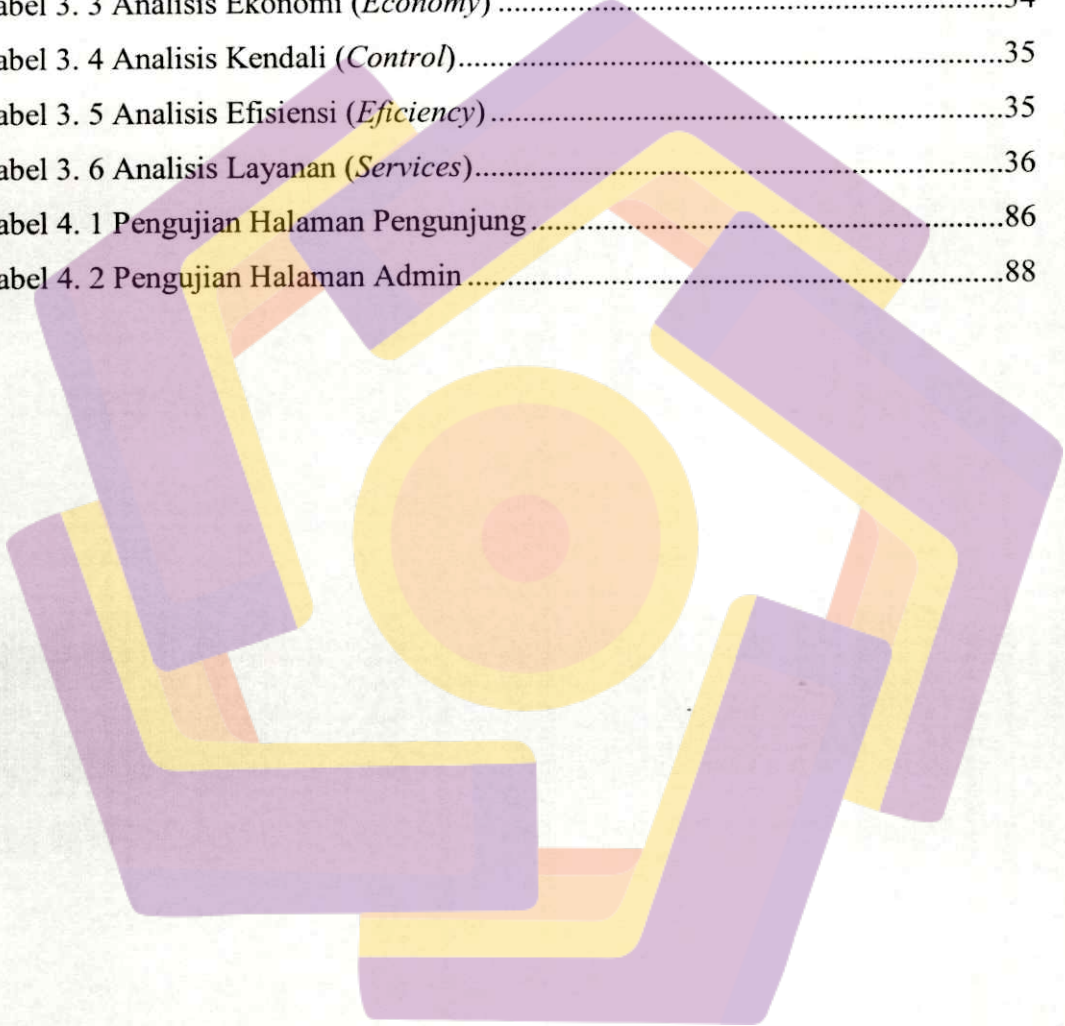 abel 3. 3 Analisis Ekonomi (Economy) ........................................................................34
abel 3. 4 Analisis Kendali (Control)..............................................................................35
abel 3. 5 Analisis Efisiensi (Eficiency) .........................................................................35
abel 3. 6 Analisis Layanan (Services)...........................................................................36
abel 4. 1 Pengujian Halaman Pengunjung ...................................................................86
abel 4. 2 Pengujian Halaman Admin ............................................................................88